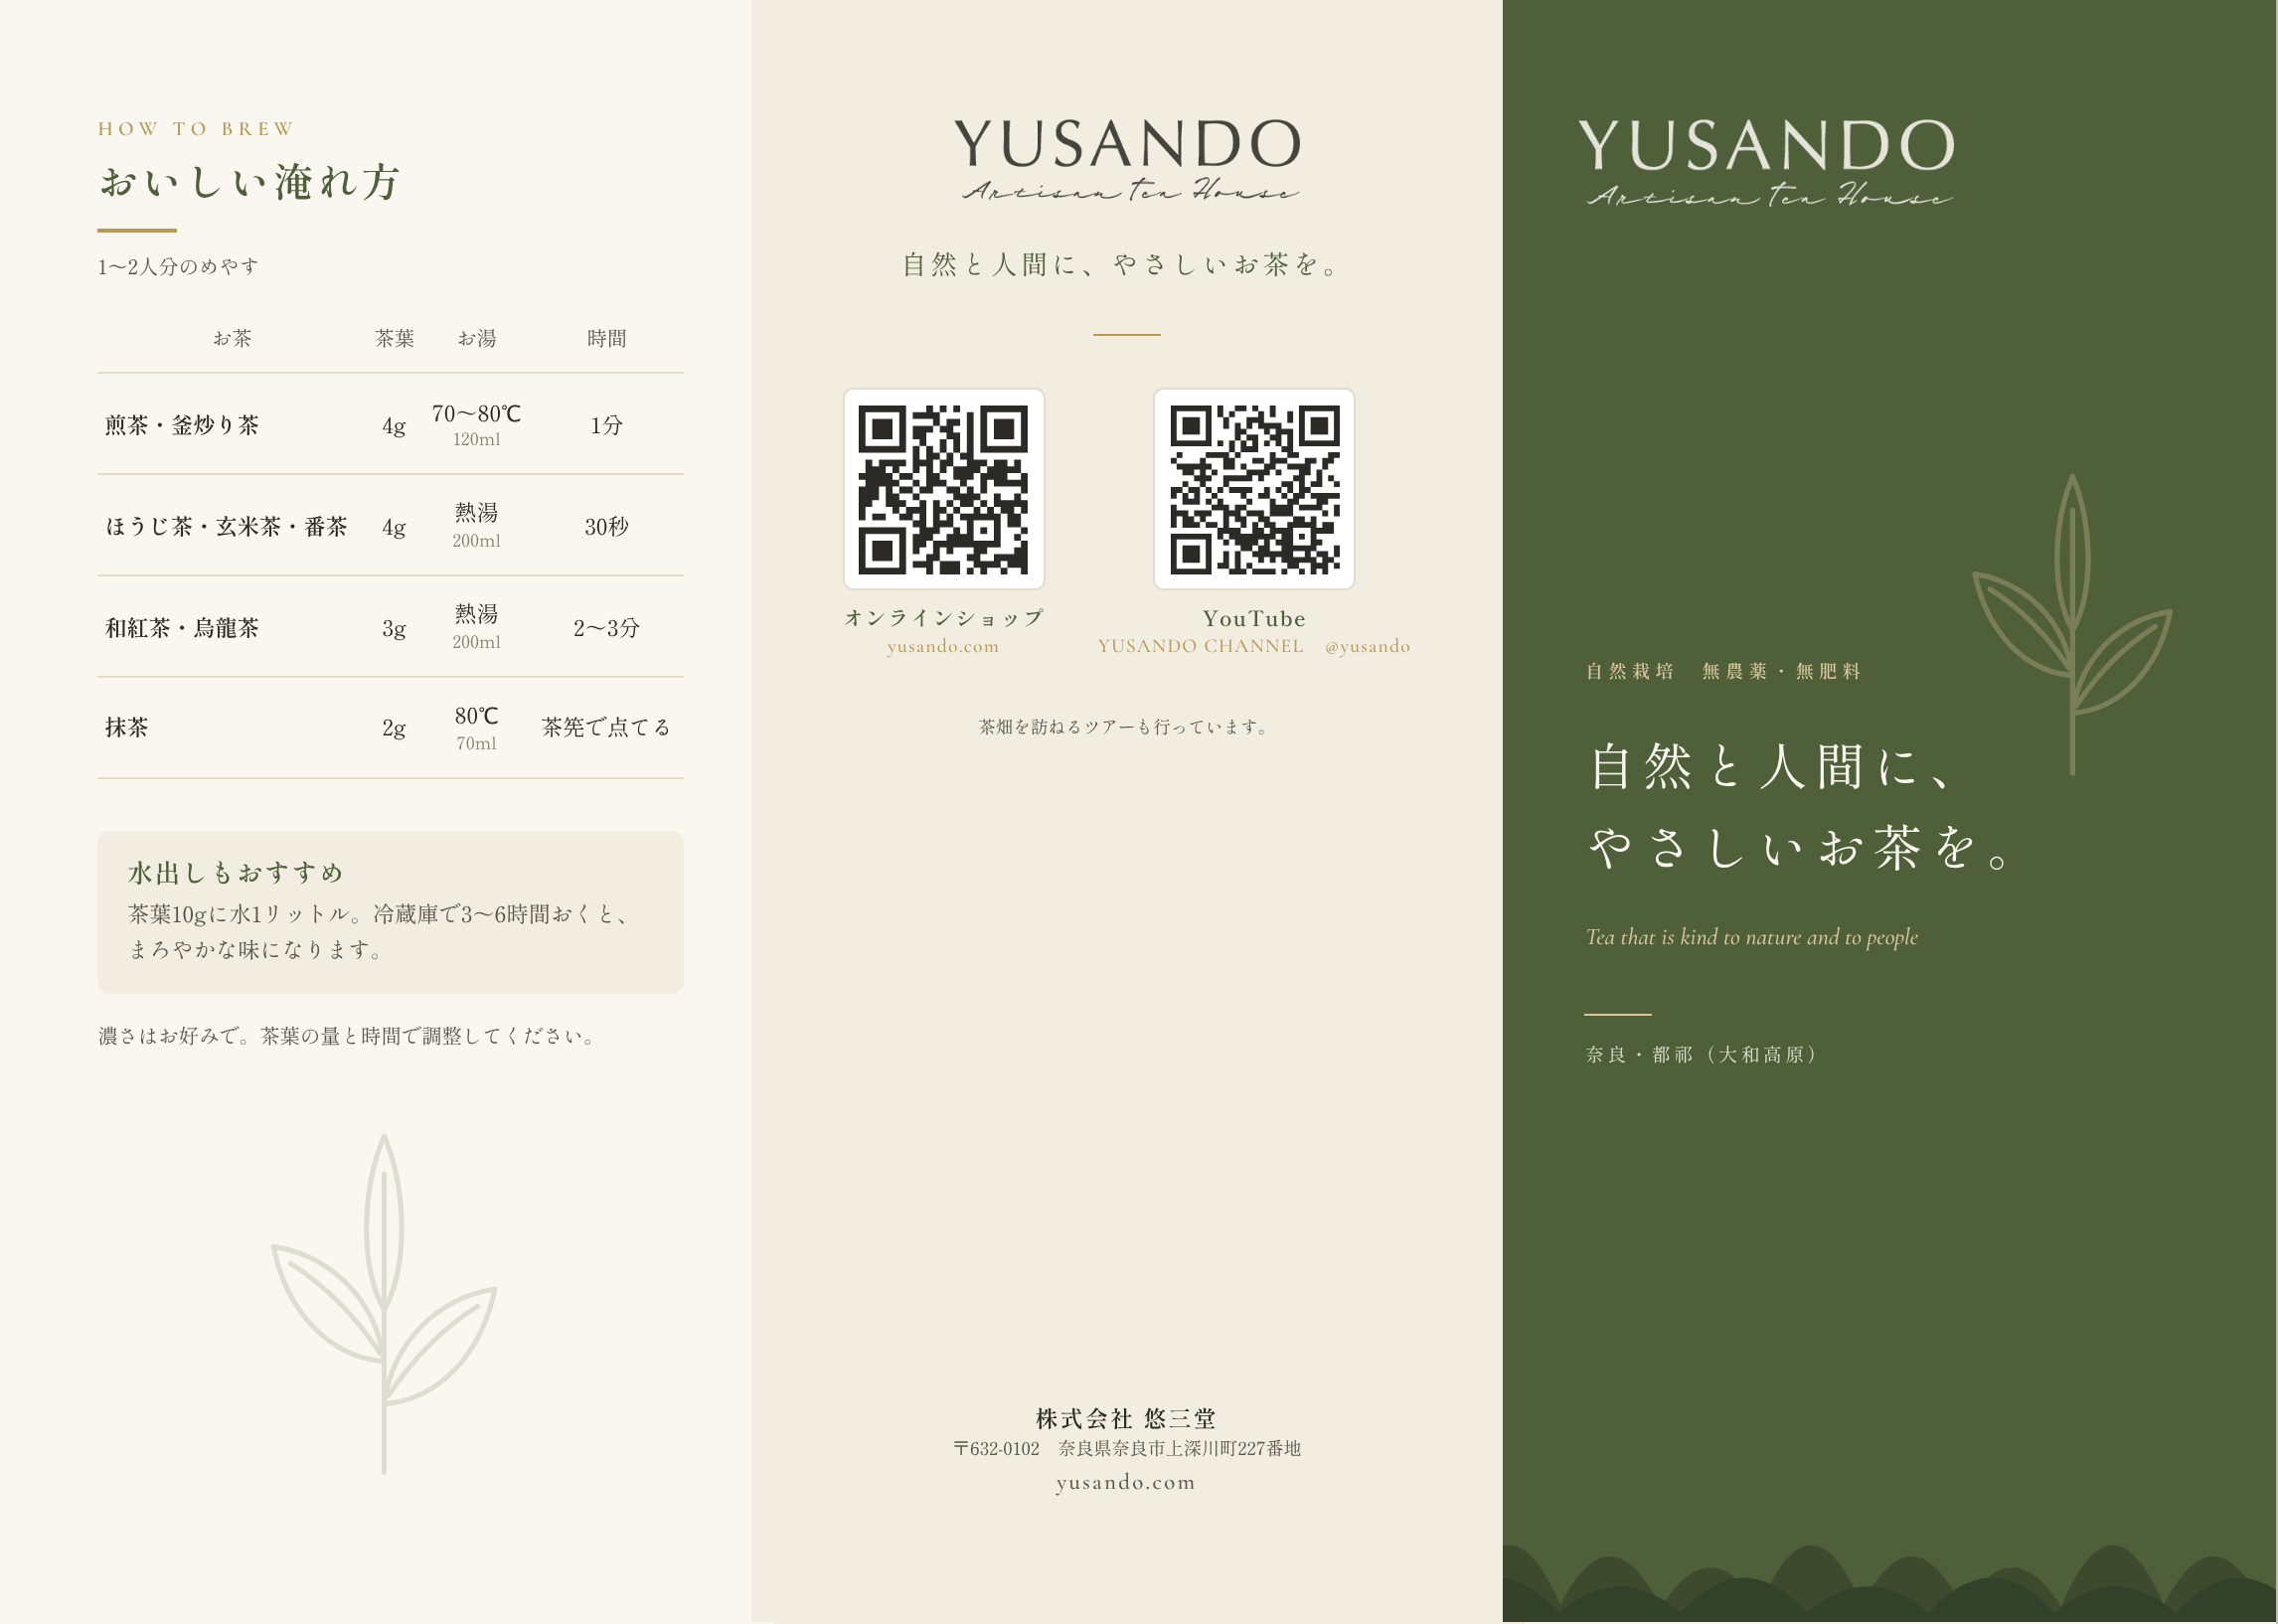 HOW TO BREW
おいしい淹れ方
1〜2人分のめやす
お茶 茶葉 お湯 時間
煎茶・釜炒り茶 4g 70〜80℃ 120ml 1分
ほうじ茶・玄米茶・番茶 4g 熱湯 200ml 30秒
和紅茶・烏龍茶 3g 熱湯 200ml 2〜3分
抹茶 2g 80℃ 70ml 茶筅で点てる
水出しもおすすめ
茶葉10gに水1リットル。冷蔵庫で3〜6時間おくと、
まろやかな味になります。
濃さはお好みで。茶葉の量と時間で調整してください。
YUSANDO
Artisan Tea House
自然と人間に、やさしいお茶を。
オンラインショップ
yusando.com
YouTube
YUSANDO CHANNEL @yusando
茶畑を訪ねるツアーも行っています。
株式会社 悠三堂
〒632-0102 奈良県奈良市上深川町227番地
yusando.com
YUSANDO
Artisan Tea House
自然栽培 無農薬・無肥料
自然と人間に、
やさしいお茶を。
Tea that is kind to nature and to people
奈良・都祁（大和高原）